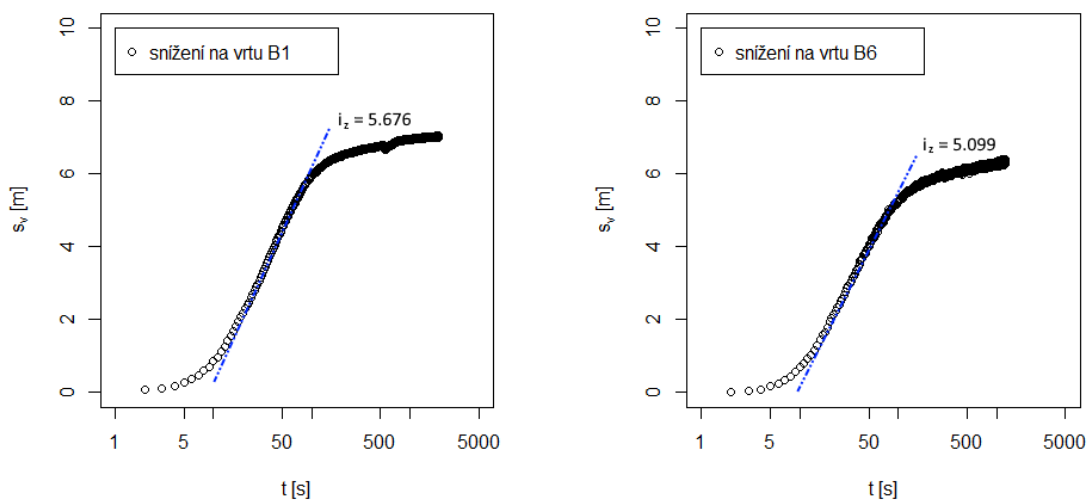 snížení na vrtu B1
i_z = 5.676
10
8
6
4
2
0
s_v [m]
1 5 50 500 5000
t [s]
snížení na vrtu B6
i_z = 5.099
10
8
6
4
2
0
s_v [m]
1 5 50 500 5000
t [s]